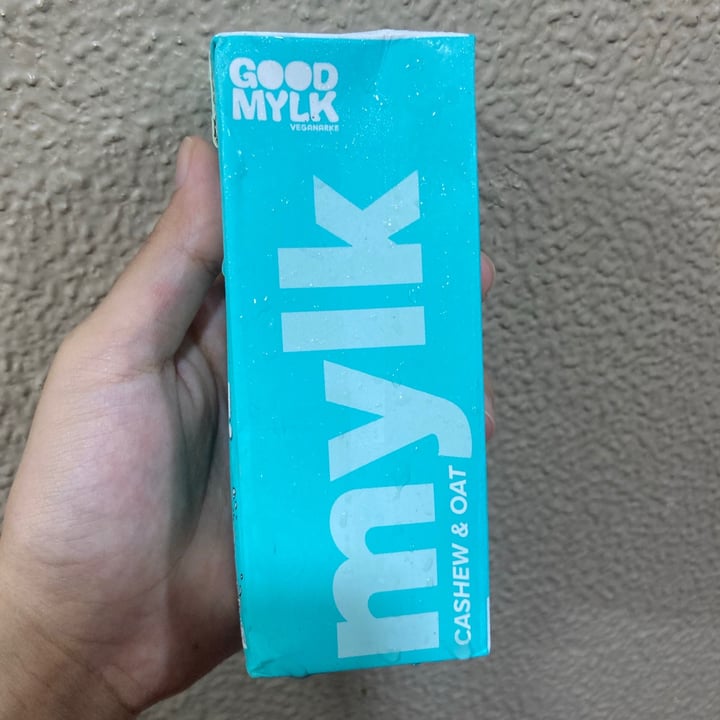 GOOD
MYLK
VEGANARKE
mylk
CASHEW & OAT